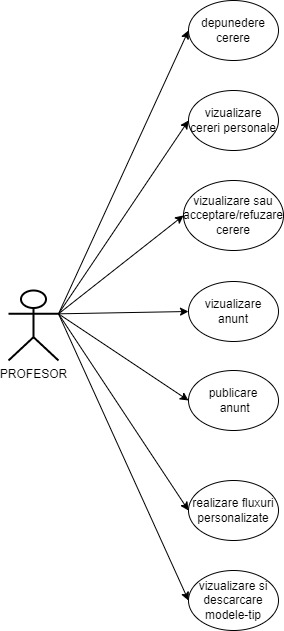 depunedere
cerere
vizualizare
cereri personale
vizualizare sau
acceptare/refuzare
cerere
vizualizare
anunt
PROFESOR
publicare
anunt
realizare fluxuri
personalizate
vizualizare si
descarcare
modele-tip